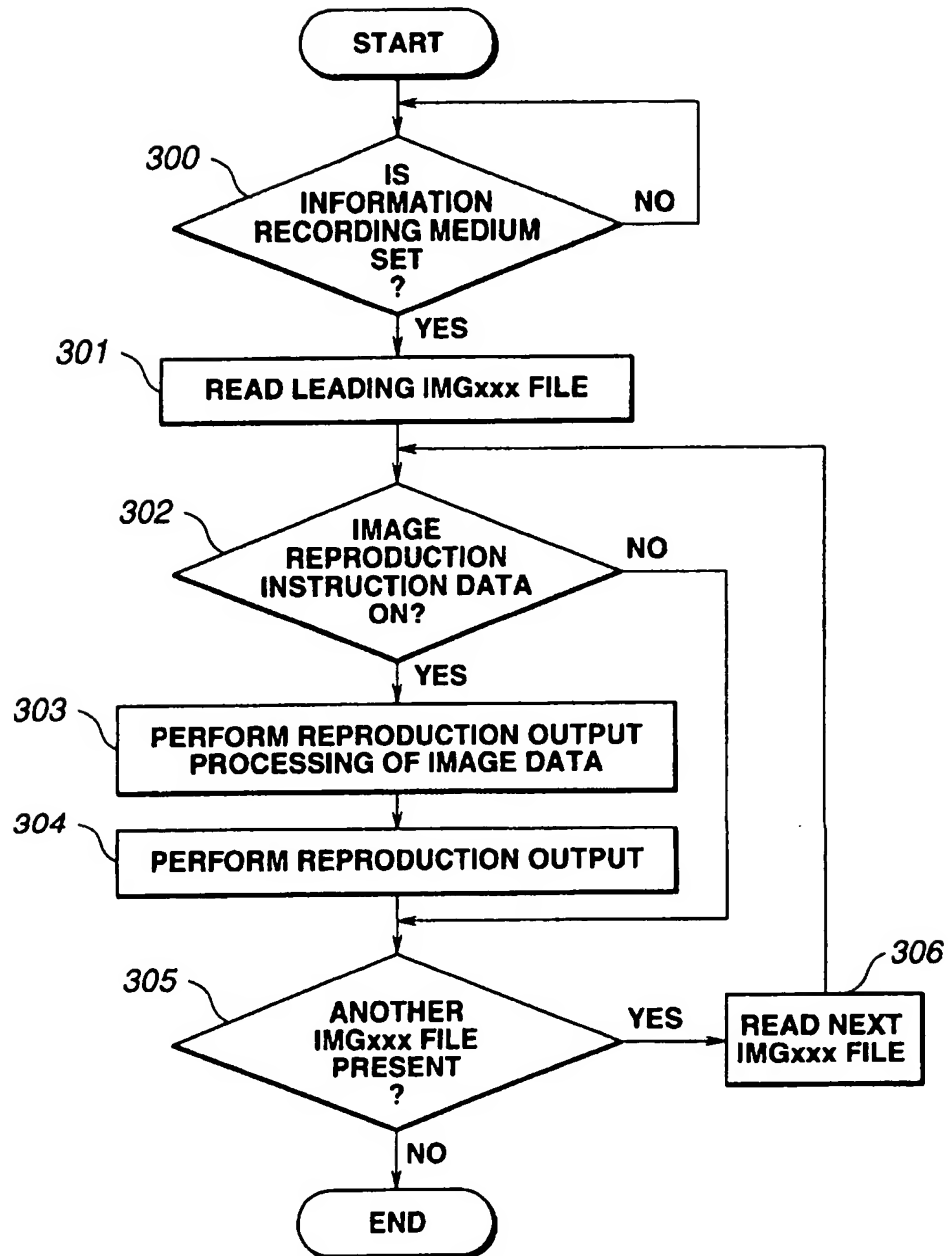 START
300
IS
INFORMATION
RECORDING MEDIUM
SET
?
NO
YES
301
READ LEADING IMGxxx FILE
302
IMAGE
REPRODUCTION
INSTRUCTION DATA
ON?
NO
YES
303
PERFORM REPRODUCTION OUTPUT
PROCESSING OF IMAGE DATA
304
PERFORM REPRODUCTION OUTPUT
305
ANOTHER
IMGxxx FILE
PRESENT
?
YES
306
READ NEXT
IMGxxx FILE
NO
END